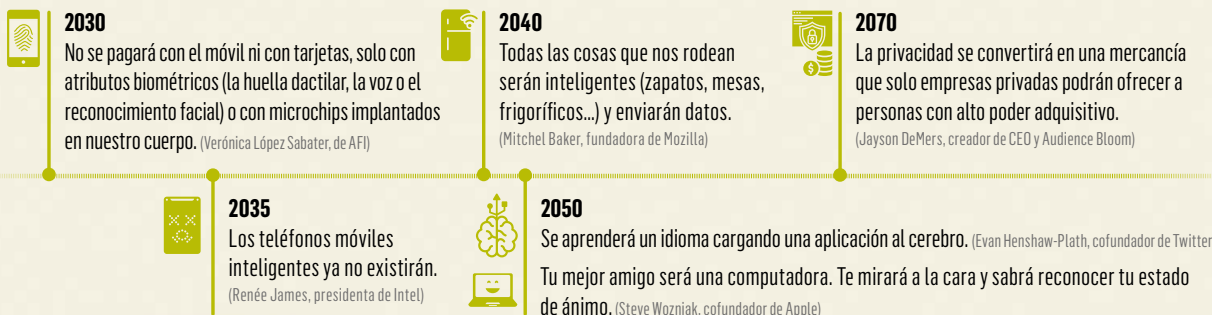 2030
No se pagará con el móvil ni con tarjetas, solo con
atributos biométricos (la huella dactilar, la voz o el
reconocimiento facial) o con microchips implantados
en nuestro cuerpo. (Verónica López Sabater, de AFI)
2040
Todas las cosas que nos rodean
serán inteligentes (zapatos, mesas,
frigoríficos...) y enviarán datos.
(Mitchel Baker, fundadora de Mozilla)
2070
La privacidad se convertirá en una mercancía
que solo empresas privadas podrán ofrecer a
personas con alto poder adquisitivo.
(Jayson DeMers, creador de CEO y Audience Bloom)
2035
Los teléfonos móviles
inteligentes ya no existirán.
(Renée James, presidenta de Intel)
2050
Se aprenderá un idioma cargando una aplicación al cerebro. (Evan Henshaw-Plath, cofundador de Twitter
Tu mejor amigo será una computadora. Te mirará a la cara y sabrá reconocer tu estado
de ánimo. (Steve Wozniak, cofundador de Apple)